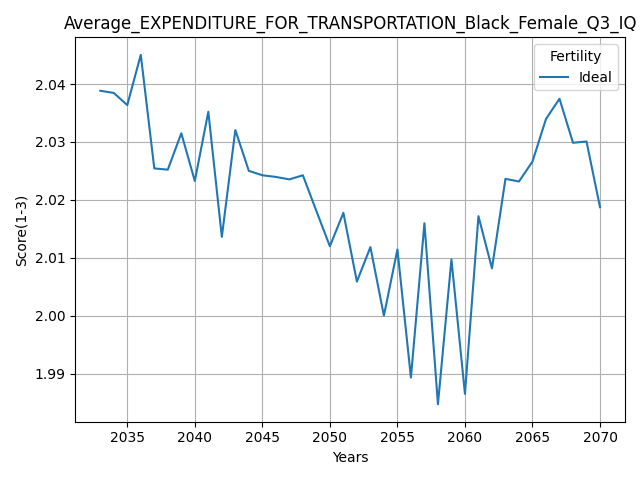 Average_EXPENDITURE_FOR_TRANSPORTATION_Black_Female_Q3_IQ
Fertility
Ideal
2.04
2.03
2.02
2.01
2.00
1.99
Score(1-3)
2035 2040 2045 2050 2055 2060 2065 2070
Years